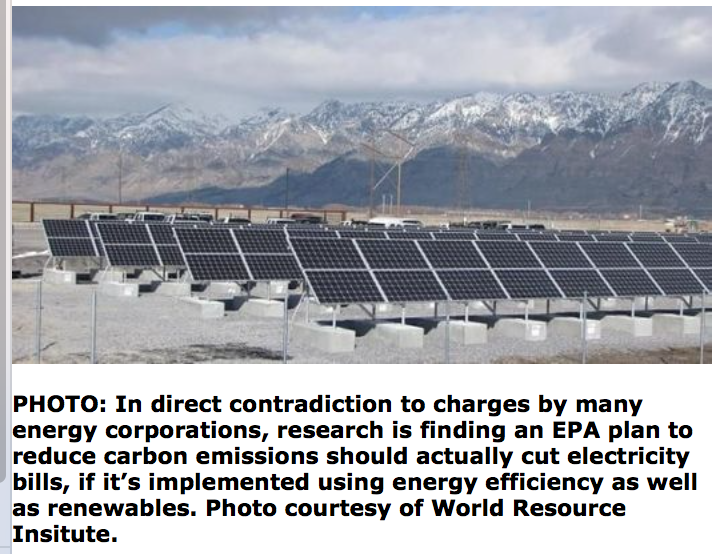 PHOTO: In direct contradiction to charges by many
energy corporations, research is finding an EPA plan to
reduce carbon emissions should actually cut electricity
bills, if it’s implemented using energy efficiency as well
as renewables. Photo courtesy of World Resource
Insitute.